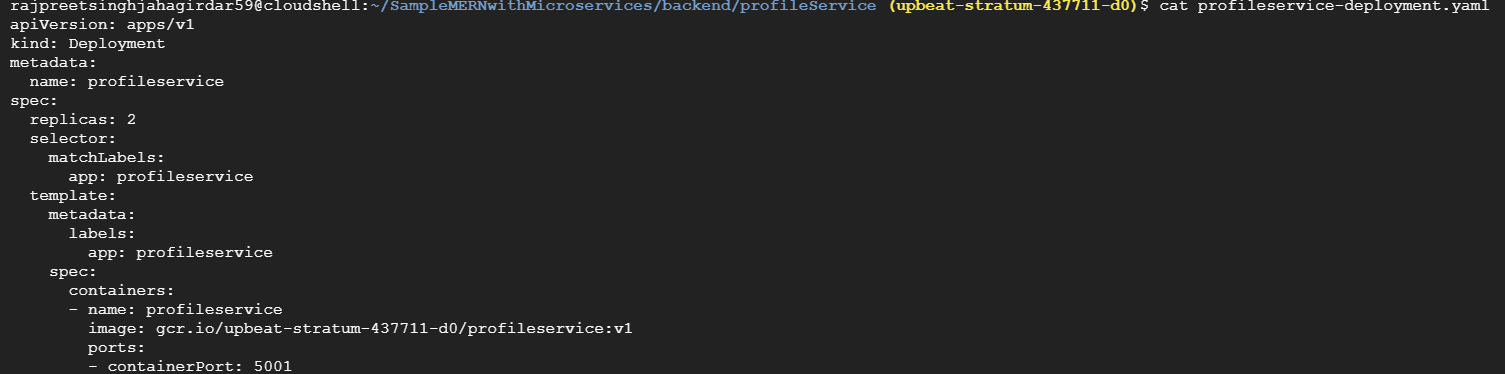 rajpreetsinghjahagirdar59@cloudshell:~/SampleMERNwithMicroservices/backend/profileService (upbeat-stratum-437711-d0)$ cat profileservice-deployment.yaml
apiVersion: apps/v1
kind: Deployment
metadata:
  name: profileservice
spec:
  replicas: 2
  selector:
    matchLabels:
      app: profileservice
  template:
    metadata:
      labels:
        app: profileservice
    spec:
      containers:
      - name: profileservice
        image: gcr.io/upbeat-stratum-437711-d0/profileservice:v1
        ports:
        - containerPort: 5001